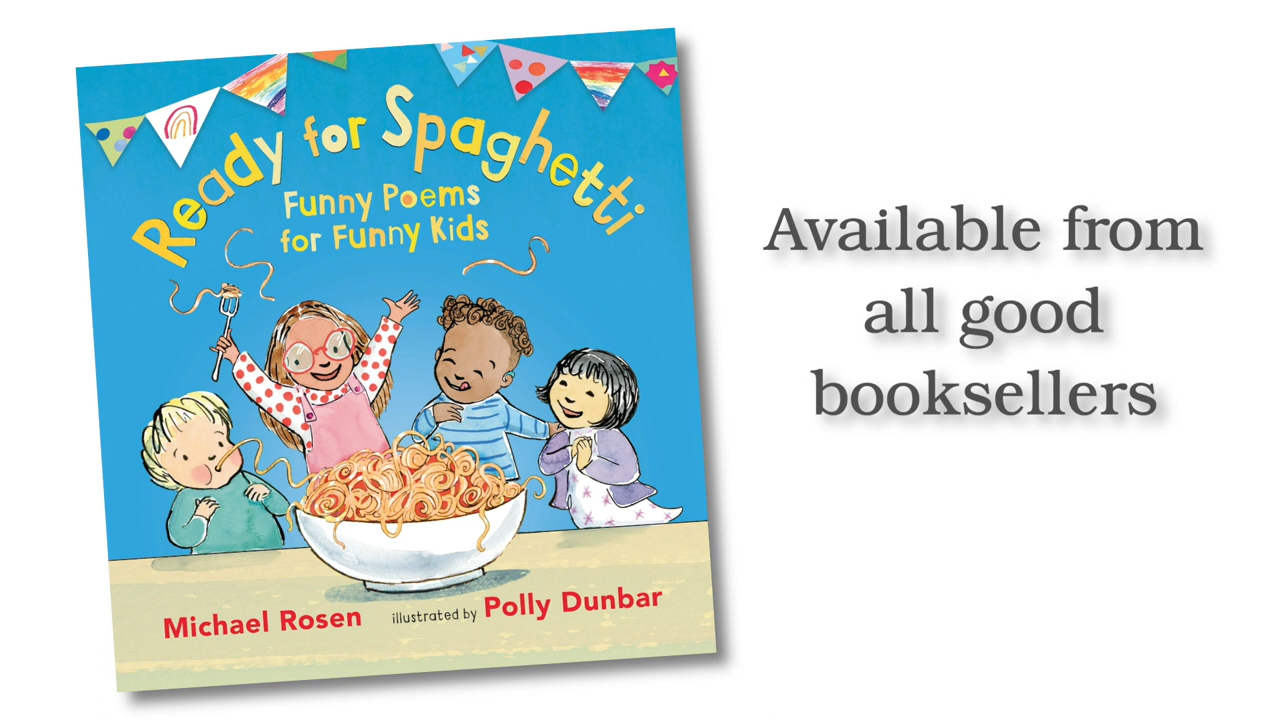 Ready for Spaghetti
Funny Poems
for Funny Kids
Michael Rosen illustrated by Polly Dunbar
Available from
all good
booksellers